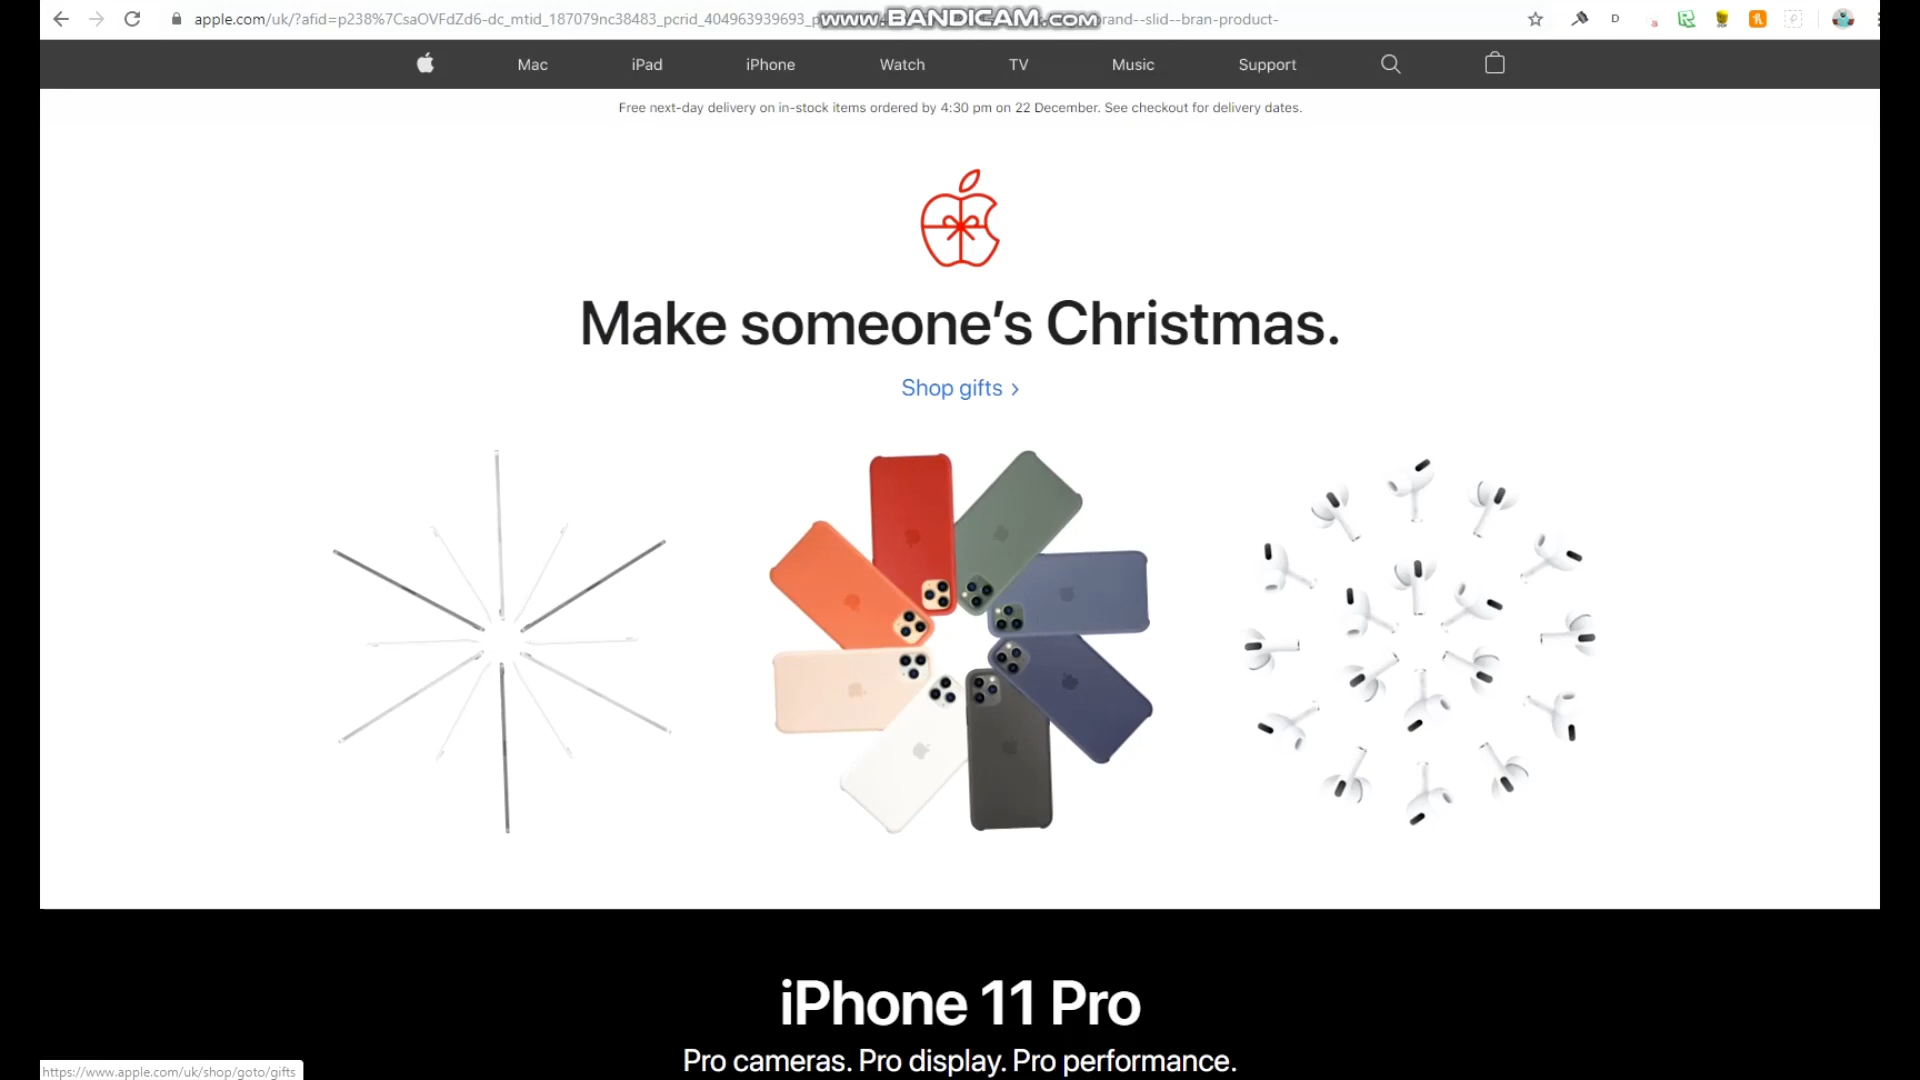 apple.com/uk/?afid=p238%7CsaOVFdZd6-dc_mtid_187079nc38483_pcrid_404963939693_p
www.BANDICAM.com
brand--slid--bran-product-
D
Mac
iPad
iPhone
Watch
TV
Music
Support
Free next-day delivery on in-stock items ordered by 4:30 pm on 22 December. See checkout for delivery dates.
Make someone’s Christmas.
Shop gifts >
iPhone 11 Pro
Pro cameras. Pro display. Pro performance.
https://www.apple.com/uk/shop/goto/gifts